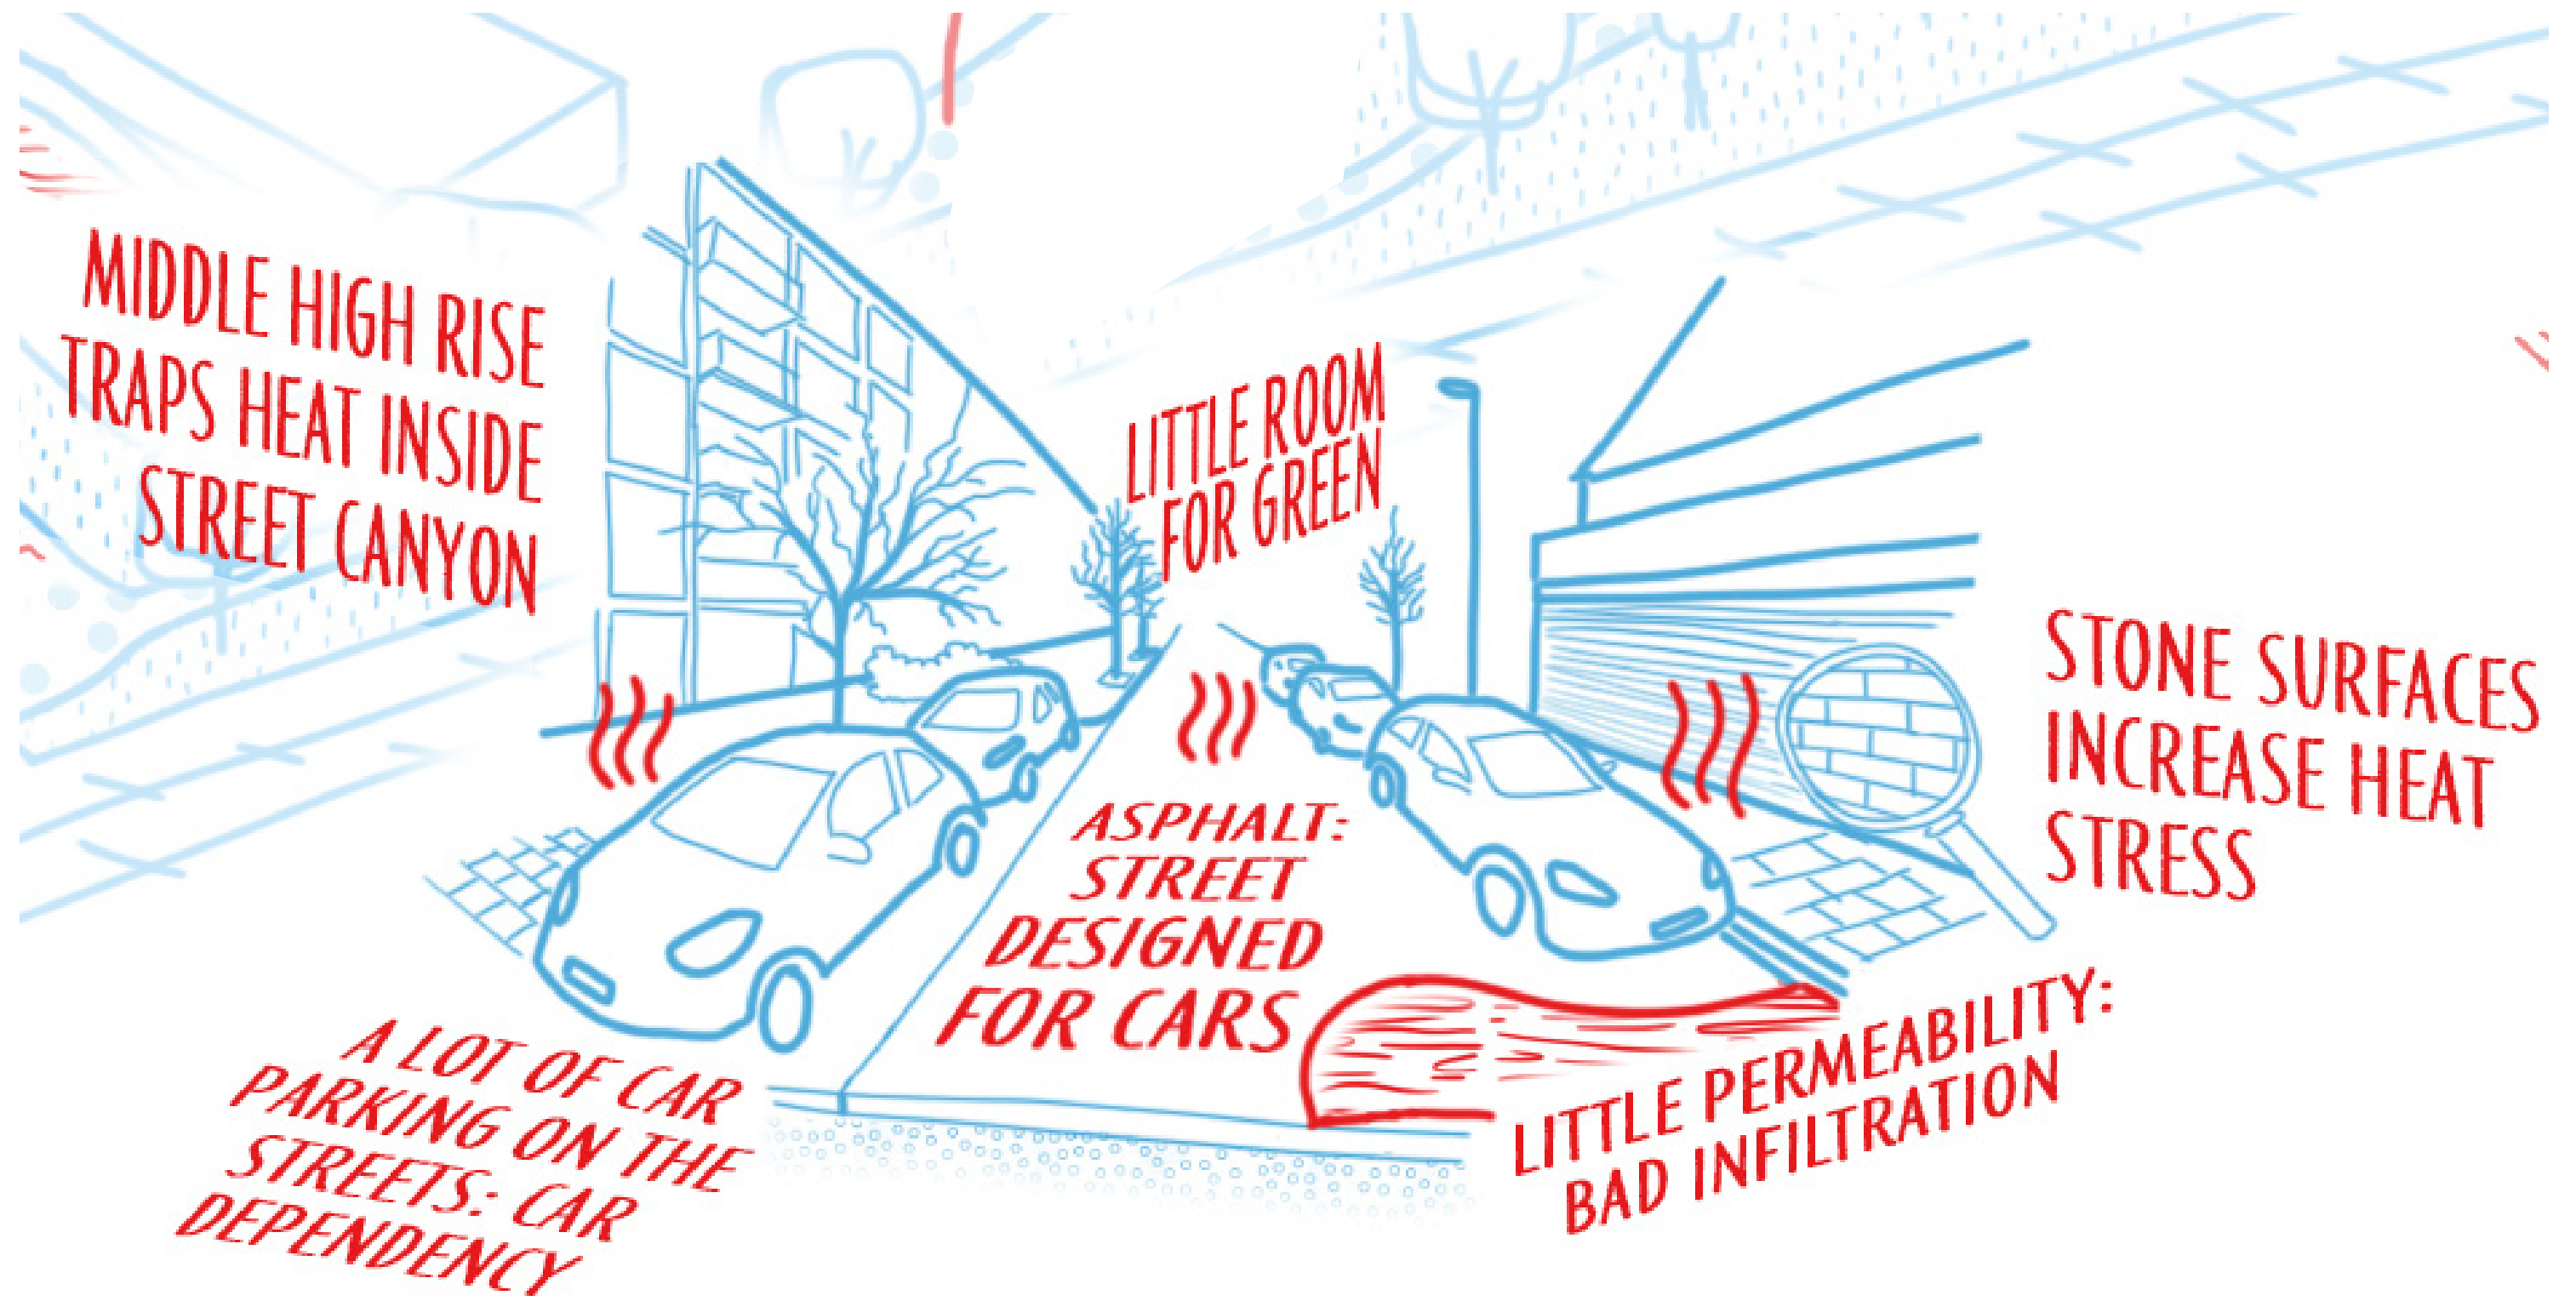 MIDDLE HIGH RISE
TRAPS HEAT INSIDE
STREET CANYON
LITTLE ROOM
FOR GREEN
STONE SURFACES
INCREASE HEAT
STRESS
ASPHALT:
STREET
DESIGNED
FOR CARS
A LOT OF CAR
PARKING ON THE
STREETS: CAR
DEPENDENCY
LITTLE PERMEABILITY:
BAD INFILTRATION